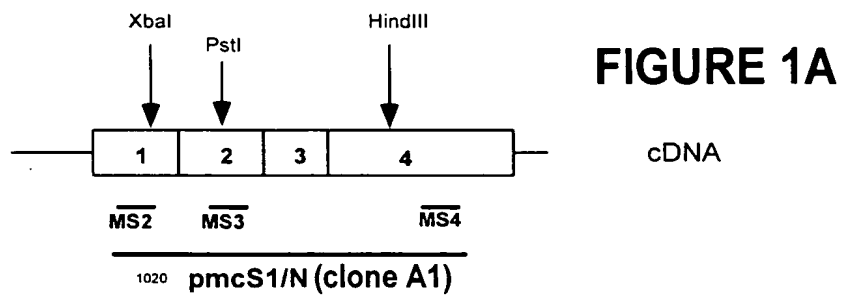 XbaI
PstI
HindIII
FIGURE 1A
1 2 3 4
cDNA
MS2 MS3 MS4
1020 pmcS1/N (clone A1)